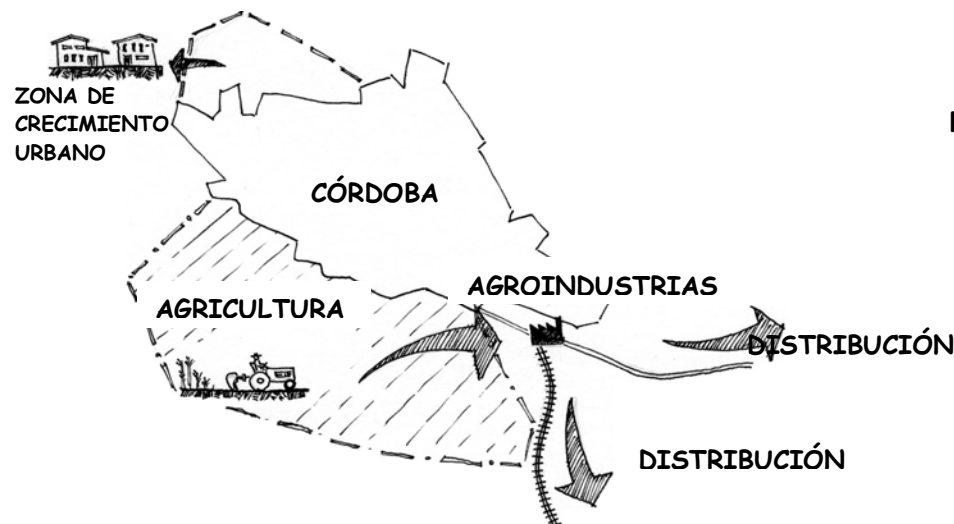 ZONA DE
CRECIMIENTO
URBANO
CÓRDOBA
AGROINDUSTRIAS
AGRICULTURA
DISTRIBUCIÓN
DISTRIBUCIÓN